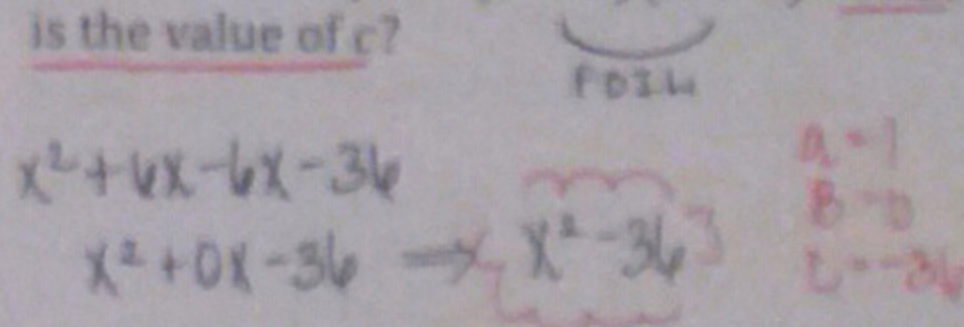 is the value of c?
FOIL
x² + 6x - 6x - 36
x² + 0x - 36 → x² - 36
a = 1
B = 0
C = -36